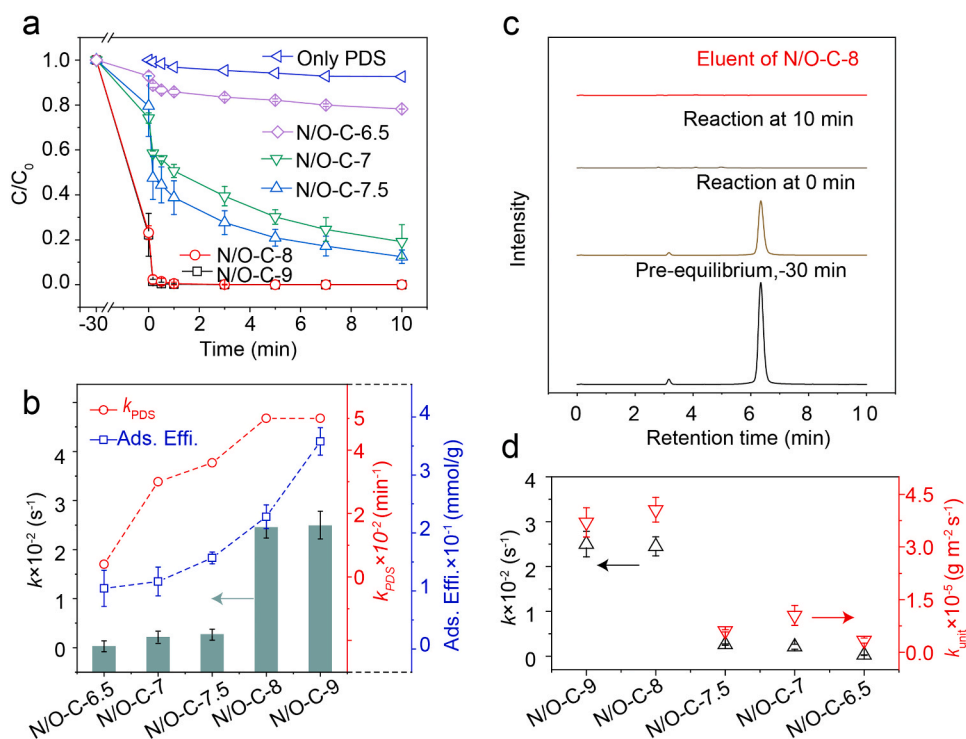 a
1.0
0.8
0.6
0.4
0.2
0.0
C/C0
Only PDS
N/O-C-6.5
N/O-C-7
N/O-C-7.5
N/O-C-8
N/O-C-9
-30 0 2 4 6 8 10
Time (min)
c
Eluent of N/O-C-8
Reaction at 10 min
Reaction at 0 min
Pre-equilibrium,-30 min
Intensity
0 2 4 6 8 10
Retention time (min)
b
kPDS
Ads. Effi.
4
3
2
1
0
k×10-2 (s-1)
5
2
0
kPDS×10-2 (min-1)
4
3
2
1
0
Ads. Effi.×10-1 (mmol/g)
N/O-C-6.5
N/O-C-7
N/O-C-7.5
N/O-C-8
N/O-C-9
d
4
3
2
1
0
k×10-2 (s-1)
4.5
3.0
1.5
0.0
kunit×10-5 (g m-2 s-1)
N/O-C-9
N/O-C-8
N/O-C-7.5
N/O-C-7
N/O-C-6.5